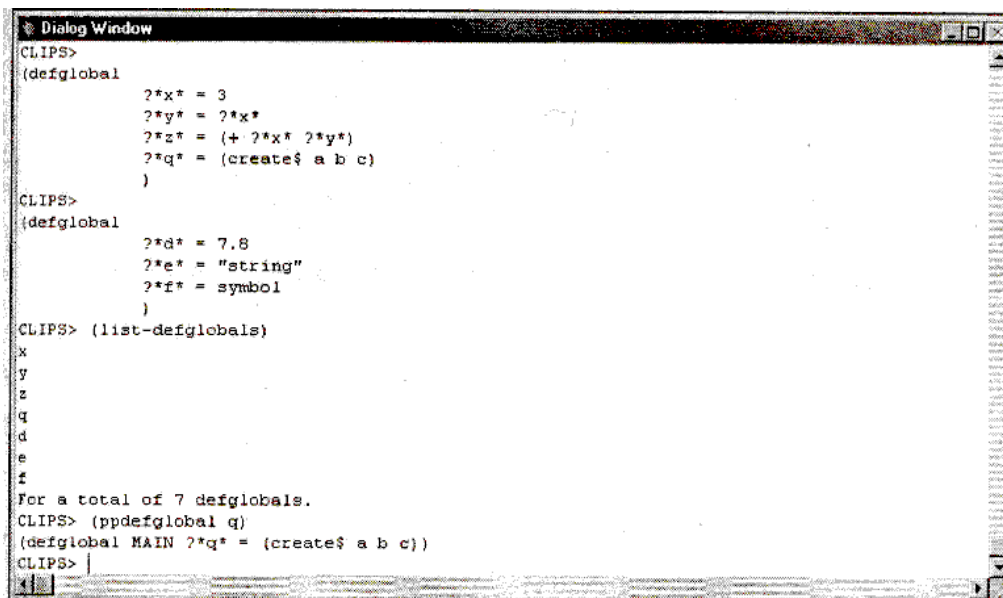 Dialog Window
CLIPS>
(defglobal
?*x* = 3
?*y* = ?*x*
?*z* = (+ ?*x* ?*y*)
?*q* = (create$ a b c)
)
CLIPS>
(defglobal
?*d* = 7.8
?*e* = "string"
?*f* = symbol
)
CLIPS> (list-defglobals)
x
y
z
q
d
e
f
For a total of 7 defglobals.
CLIPS> (ppdefglobal q)
(defglobal MAIN ?*q* = (create$ a b c))
CLIPS>